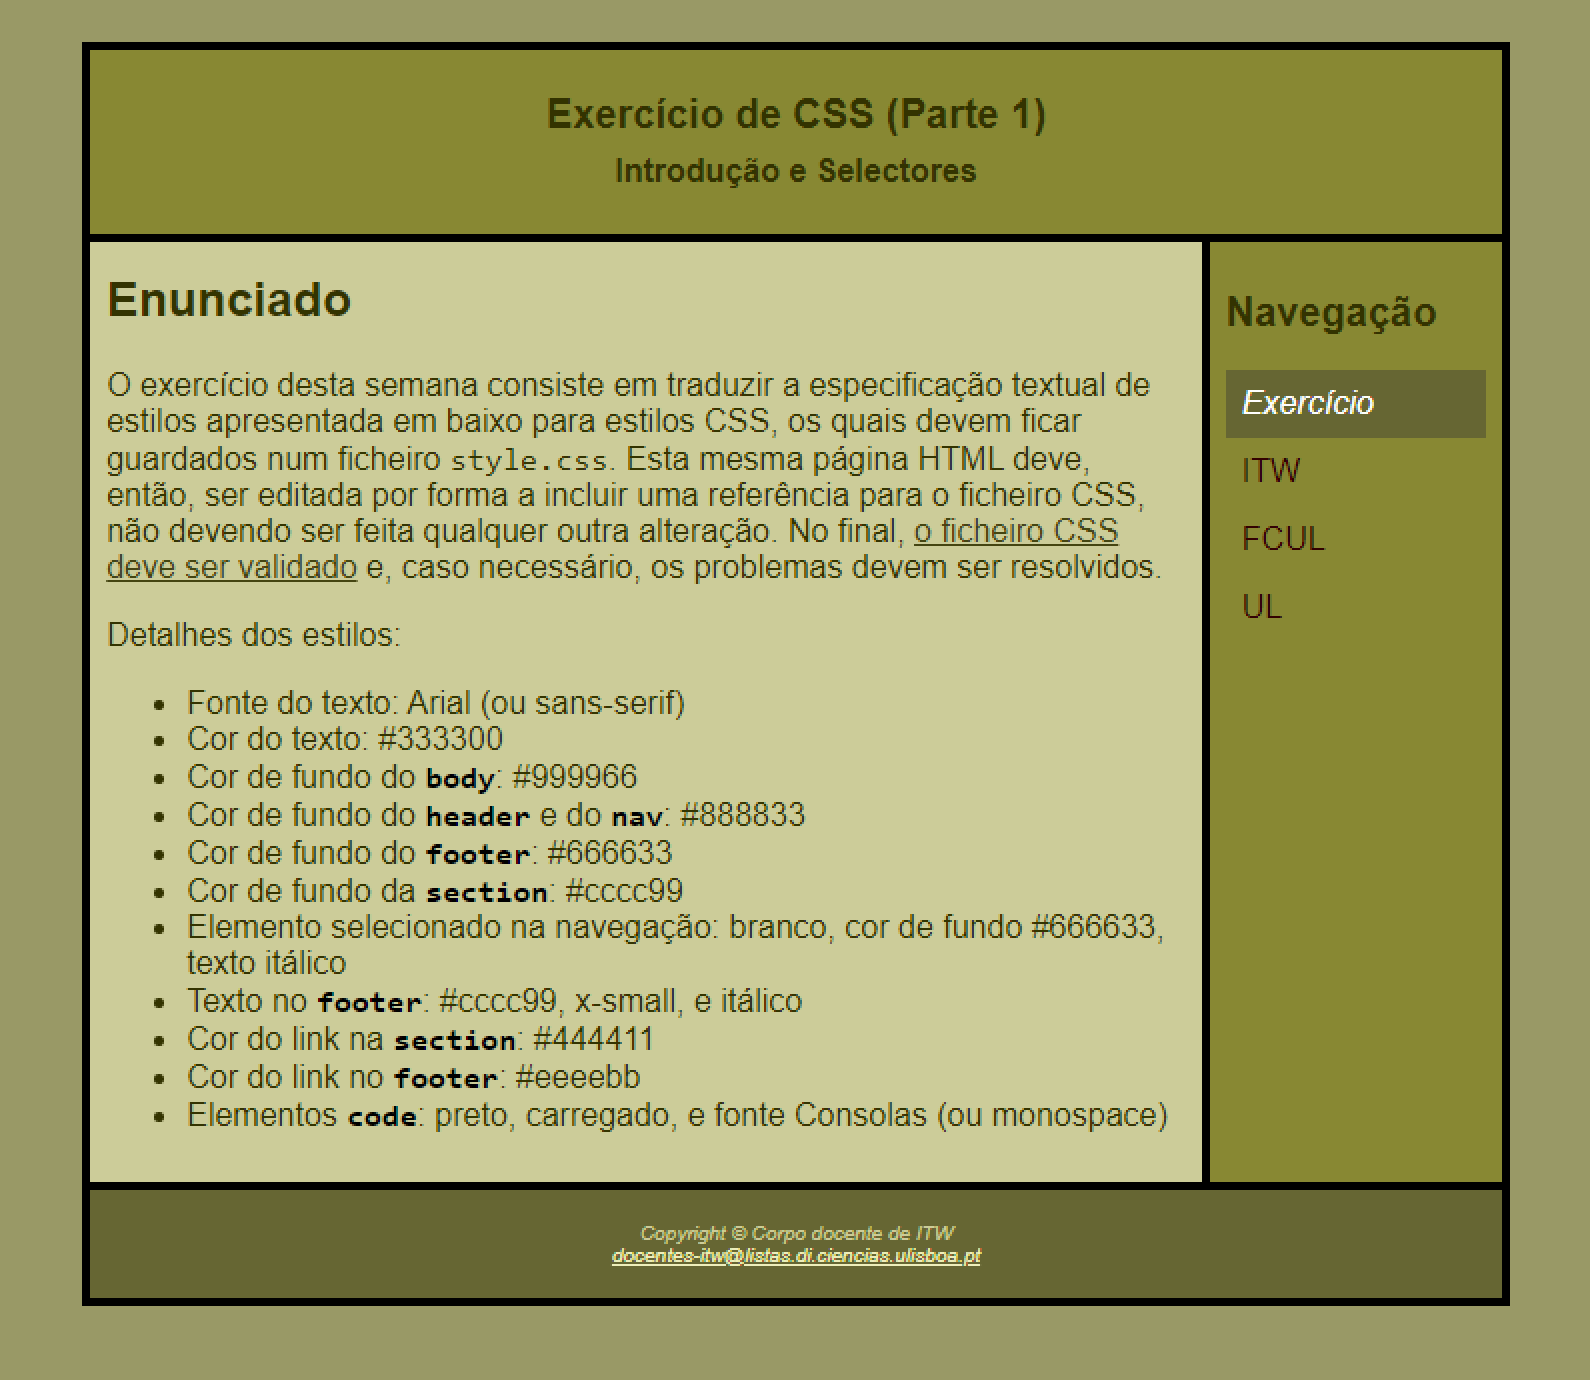 Exercício de CSS (Parte 1)
Introdução e Selectores
Enunciado
O exercício desta semana consiste em traduzir a especificação textual de
estilos apresentada em baixo para estilos CSS, os quais devem ficar
guardados num ficheiro style.css. Esta mesma página HTML deve,
então, ser editada por forma a incluir uma referência para o ficheiro CSS,
não devendo ser feita qualquer outra alteração. No final, o ficheiro CSS
deve ser validado e, caso necessário, os problemas devem ser resolvidos.
Detalhes dos estilos:
• Fonte do texto: Arial (ou sans-serif)
• Cor do texto: #333300
• Cor de fundo do body: #999966
• Cor de fundo do header e do nav: #888833
• Cor de fundo do footer: #666633
• Cor de fundo da section: #cccc99
• Elemento selecionado na navegação: branco, cor de fundo #666633,
texto itálico
• Texto no footer: #cccc99, x-small, e itálico
• Cor do link na section: #444411
• Cor do link no footer: #eeeebb
• Elementos code: preto, carregado, e fonte Consolas (ou monospace)
Navegação
Exercício
ITW
FCUL
UL
Copyright © Corpo docente de ITW
docentes-itw@listas.di.ciencias.ulisboa.pt